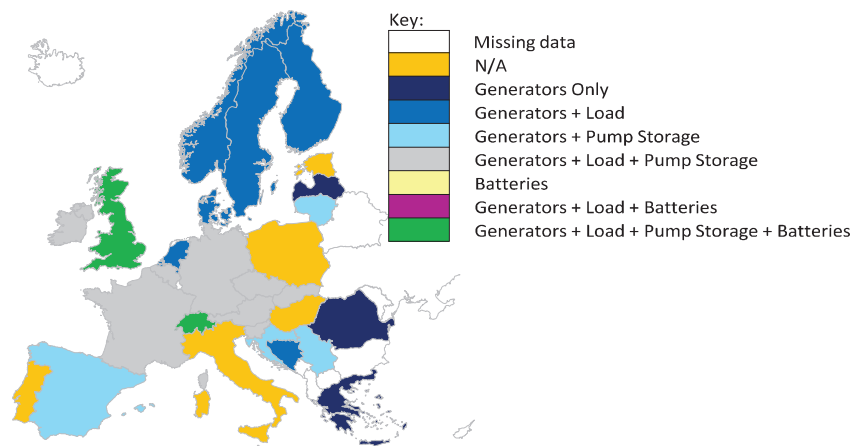 Key:
Missing data
N/A
Generators Only
Generators + Load
Generators + Pump Storage
Generators + Load + Pump Storage
Batteries
Generators + Load + Batteries
Generators + Load + Pump Storage + Batteries